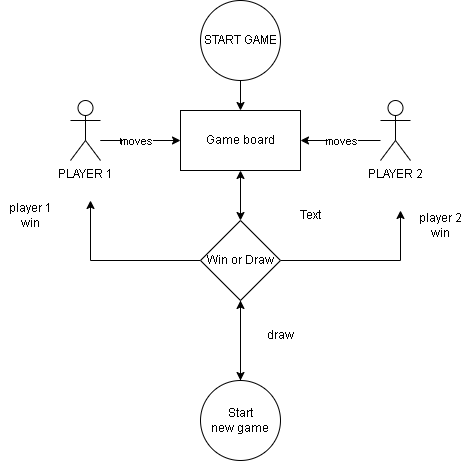 START GAME
moves
Game board
moves
PLAYER 1
PLAYER 2
player 1
win
Text
player 2
win
Win or Draw
draw
Start
new game